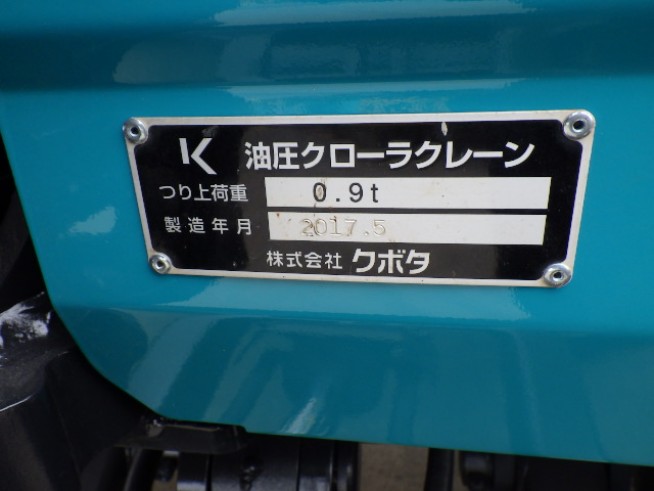 K 油圧クローラクレーン
つり上荷重 0.9t
製造年月 2017.5
株式会社 クボタ